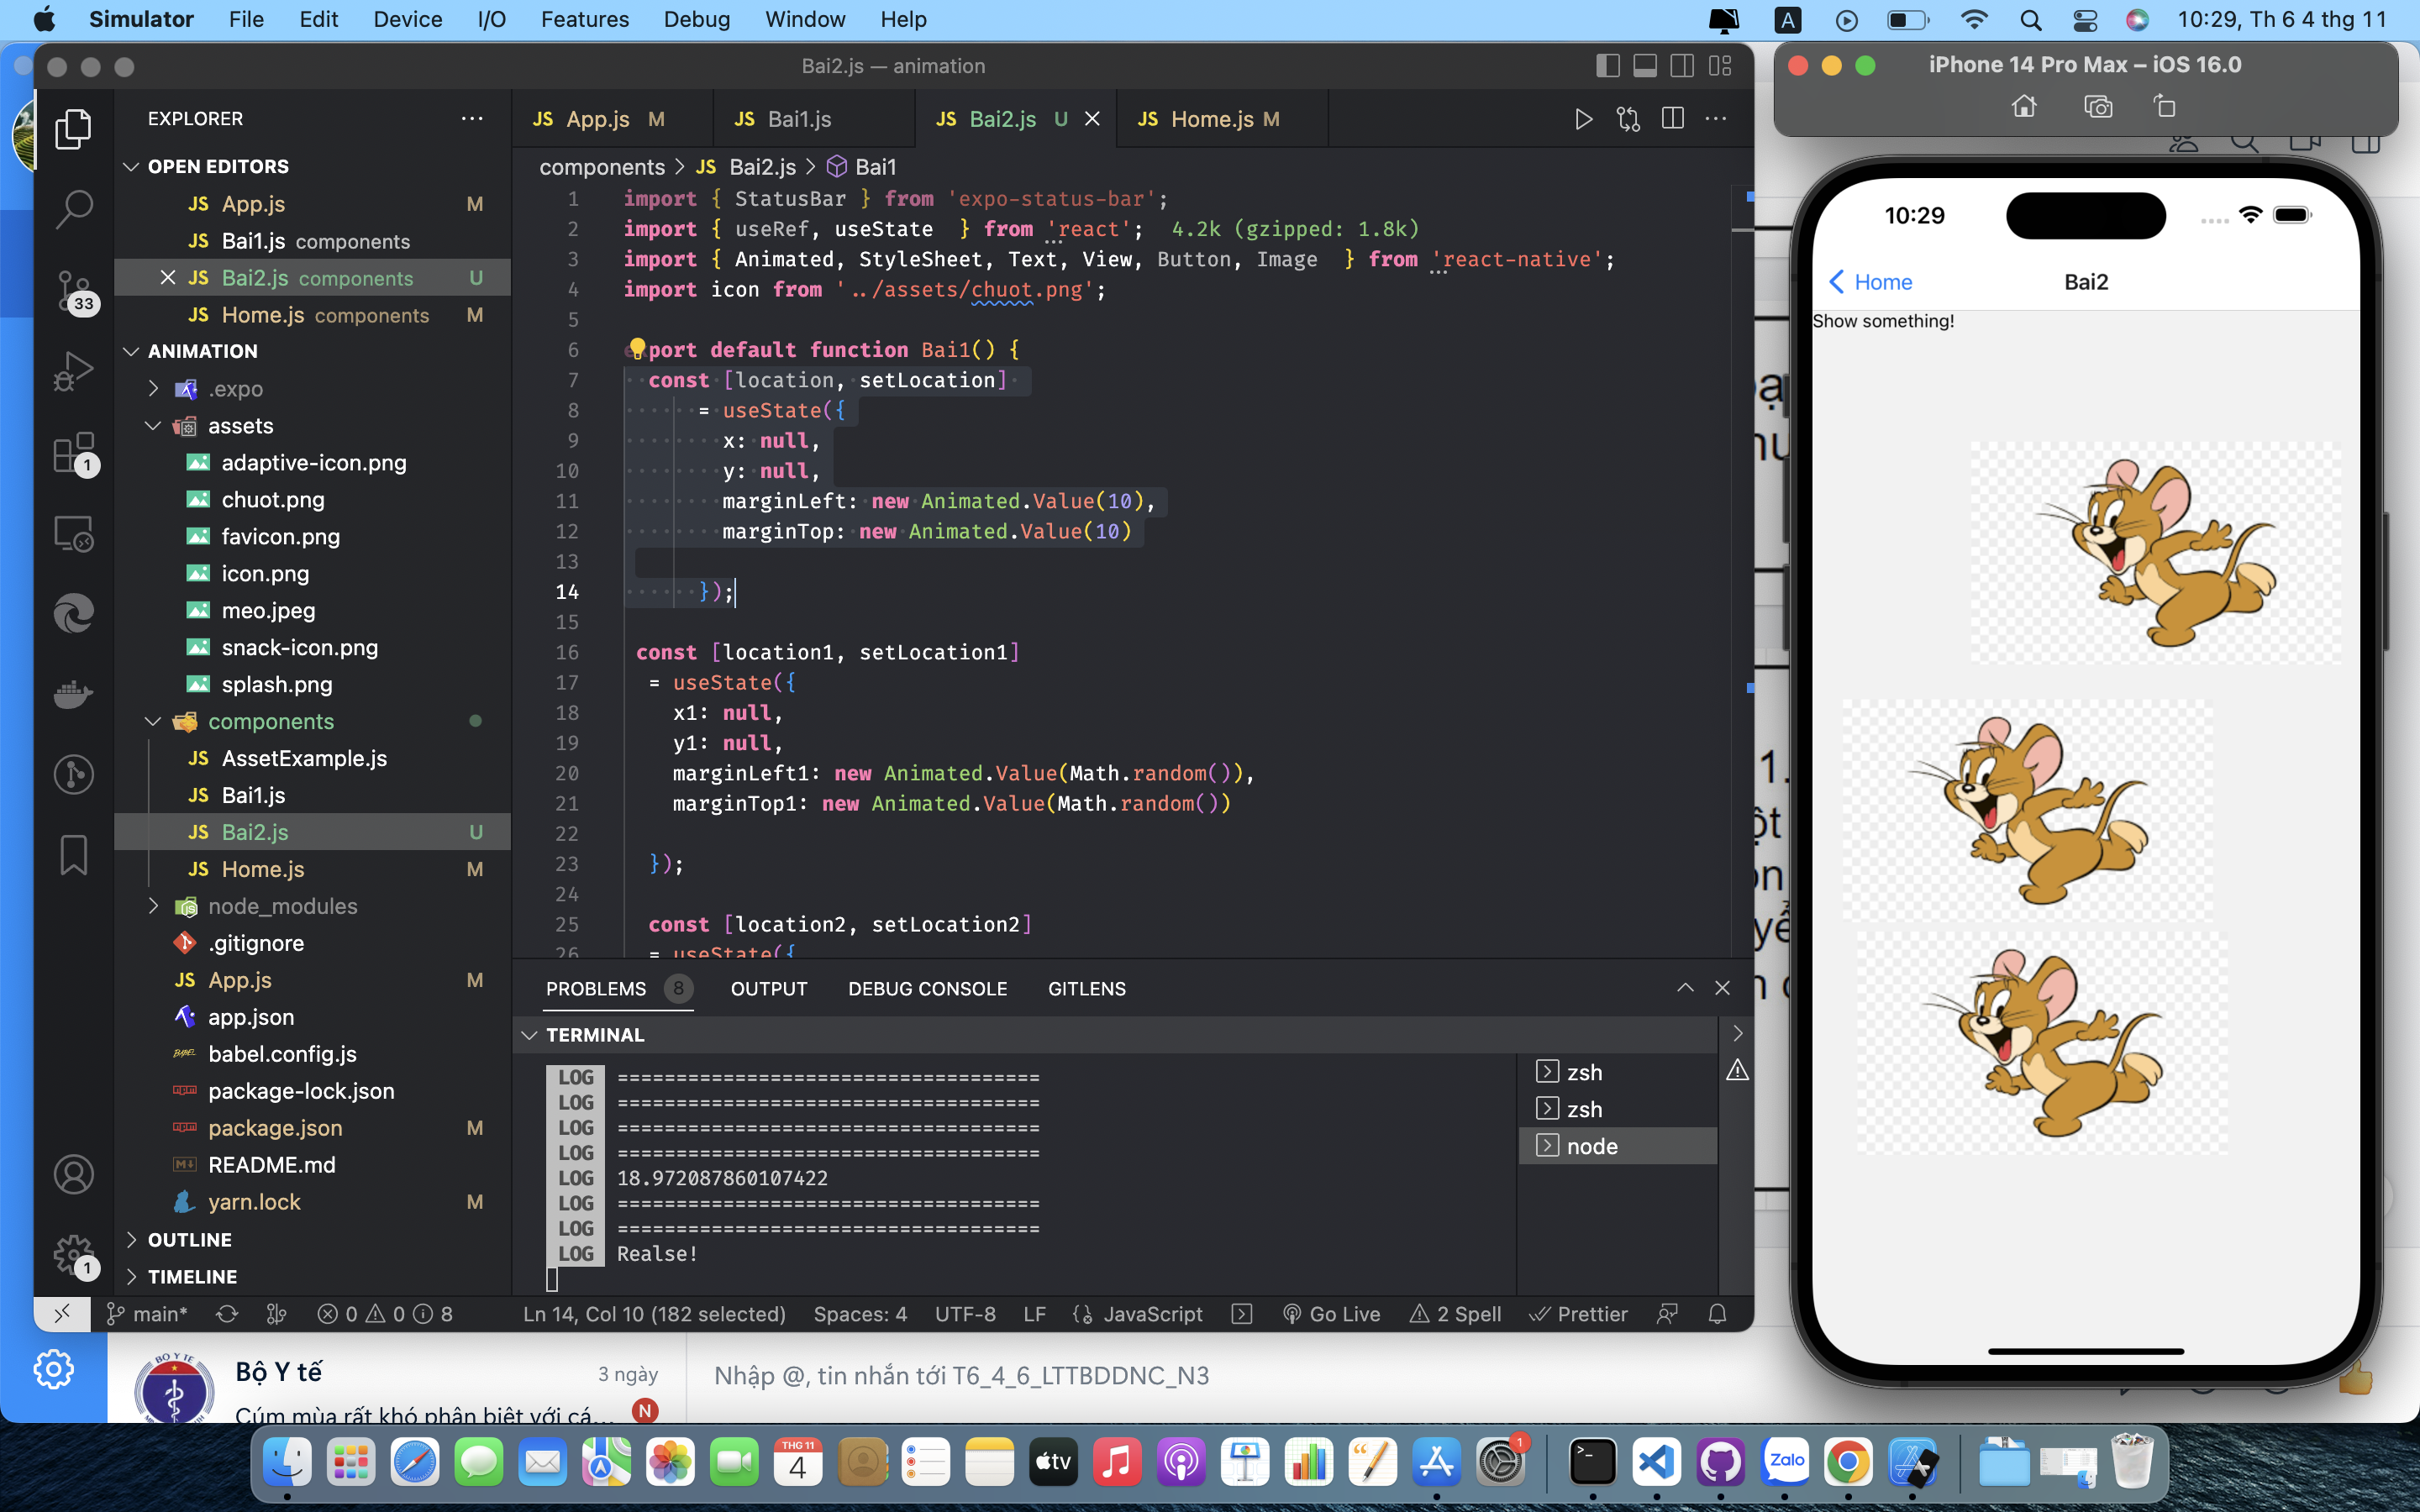 Simulator File Edit Device I/O Features Debug Window Help
A
10:29, Th 6 4 thg 11
Bai2.js — animation
EXPLORER
OPEN EDITORS
JS App.js M
JS Bai1.js components
JS Bai2.js components U
JS Home.js components M
ANIMATION
.expo
assets
adaptive-icon.png
chuot.png
favicon.png
icon.png
meo.jpeg
snack-icon.png
splash.png
components
JS AssetExample.js
JS Bai1.js
JS Bai2.js U
JS Home.js M
node_modules
.gitignore
JS App.js M
app.json
babel.config.js
package-lock.json
package.json M
README.md
yarn.lock M
OUTLINE
TIMELINE
33
1
1
JS App.js M JS Bai1.js JS Bai2.js U JS Home.js M
components > JS Bai2.js > Bai1
1 import { StatusBar } from 'expo-status-bar';
2 import { useRef, useState } from 'react'; 4.2k (gzipped: 1.8k)
3 import { Animated, StyleSheet, Text, View, Button, Image } from 'react-native';
4 import icon from '../assets/chuot.png';
5
6 export default function Bai1() {
7 const [location, setLocation]
8 = useState({
9 x: null,
10 y: null,
11 marginLeft: new Animated.Value(10),
12 marginTop: new Animated.Value(10)
13
14 });
15
16 const [location1, setLocation1]
17 = useState({
18 x1: null,
19 y1: null,
20 marginLeft1: new Animated.Value(Math.random()),
21 marginTop1: new Animated.Value(Math.random())
22
23 });
24
25 const [location2, setLocation2]
26 = useState({
PROBLEMS 8 OUTPUT DEBUG CONSOLE GITLENS
TERMINAL
LOG ==================================
LOG ==================================
LOG ==================================
LOG ==================================
LOG 18.972087860107422
LOG ==================================
LOG ==================================
LOG Realse!
zsh
zsh
node
main* 0 0 8 Ln 14, Col 10 (182 selected) Spaces: 4 UTF-8 LF JavaScript Go Live 2 Spell Prettier
iPhone 14 Pro Max – iOS 16.0
10:29
Home Bai2
Show something!
1.
BỘ Y TẾ
Bộ Y tế 3 ngày
Cúm mùa rất khó phân biệt với cá... N
Nhập @, tin nhắn tới T6_4_6_LTTBDDNC_N3
THG 11
4
tv
1
Zalo